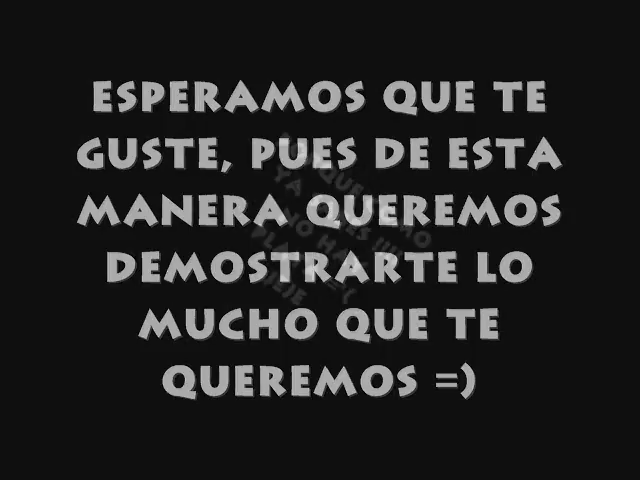 ESPERAMOS QUE TE
GUSTE, PUES DE ESTA
MANERA QUEREMOS
DEMOSTRARTE LO
MUCHO QUE TE
QUEREMOS =)